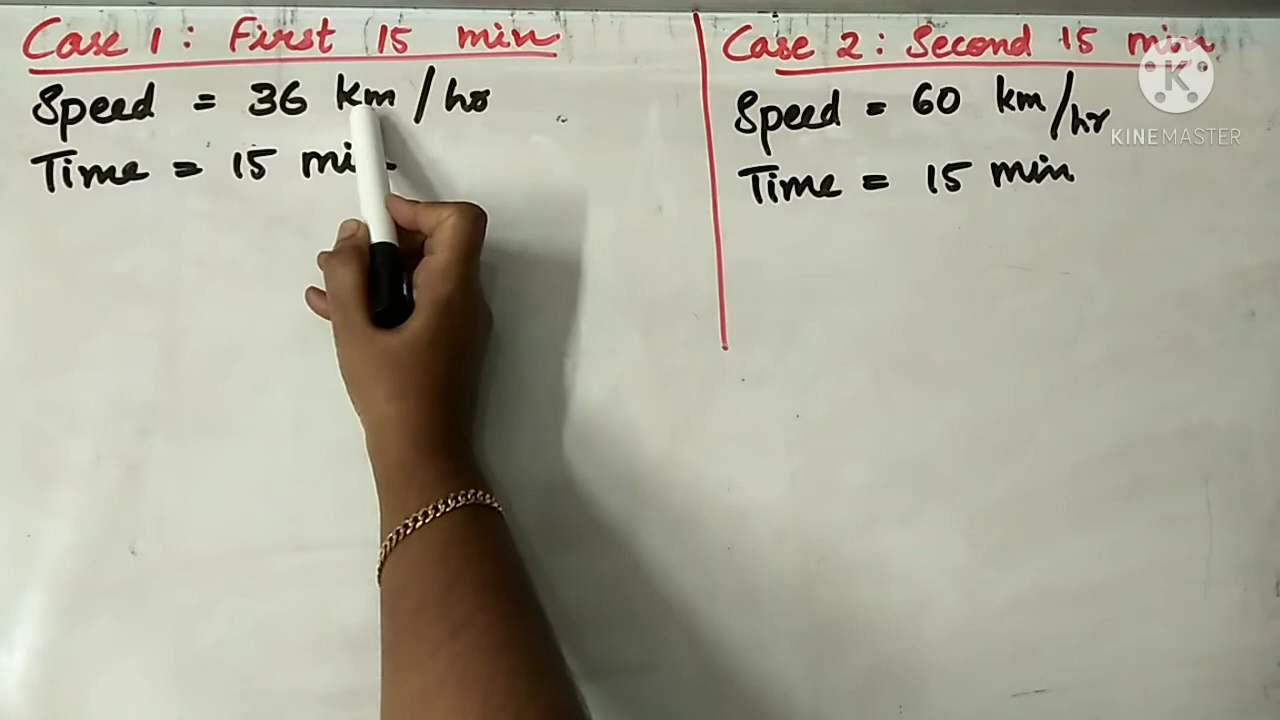 Case 1 : First 15 min
Speed = 36 km/hr
Time = 15 min
Case 2 : Second 15 min
Speed = 60 km/hr
Time = 15 min
K
KINEMASTER